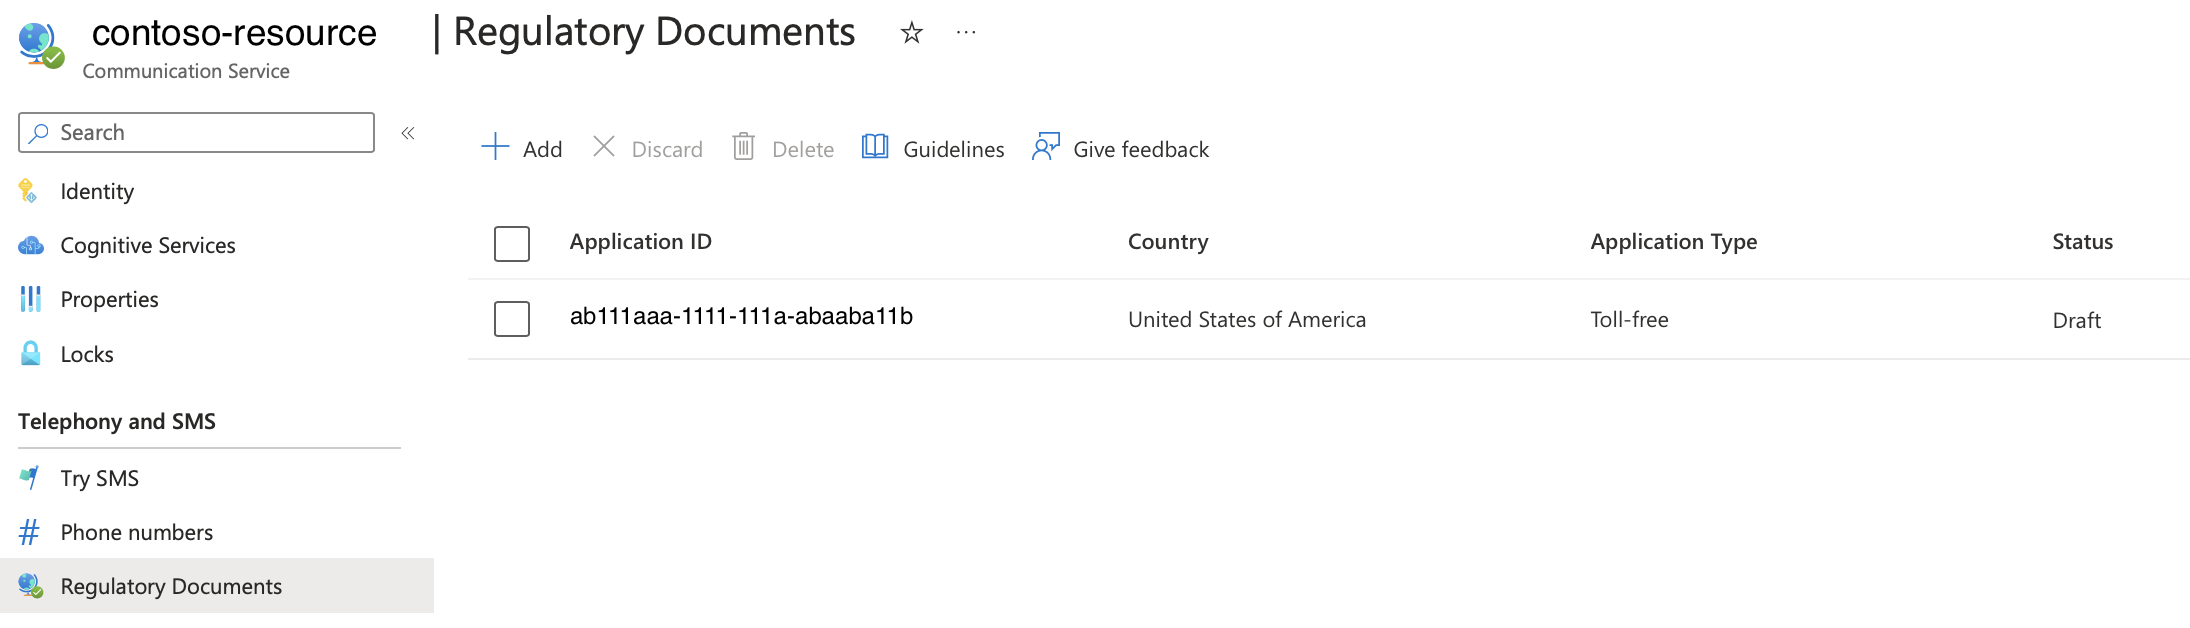 contoso-resource | Regulatory Documents
Communication Service
Search
Identity
Cognitive Services
Properties
Locks
Telephony and SMS
Try SMS
Phone numbers
Regulatory Documents
Add Discard Delete Guidelines Give feedback
Application ID Country Application Type Status
ab111aaa-1111-111a-abaaba11b United States of America Toll-free Draft